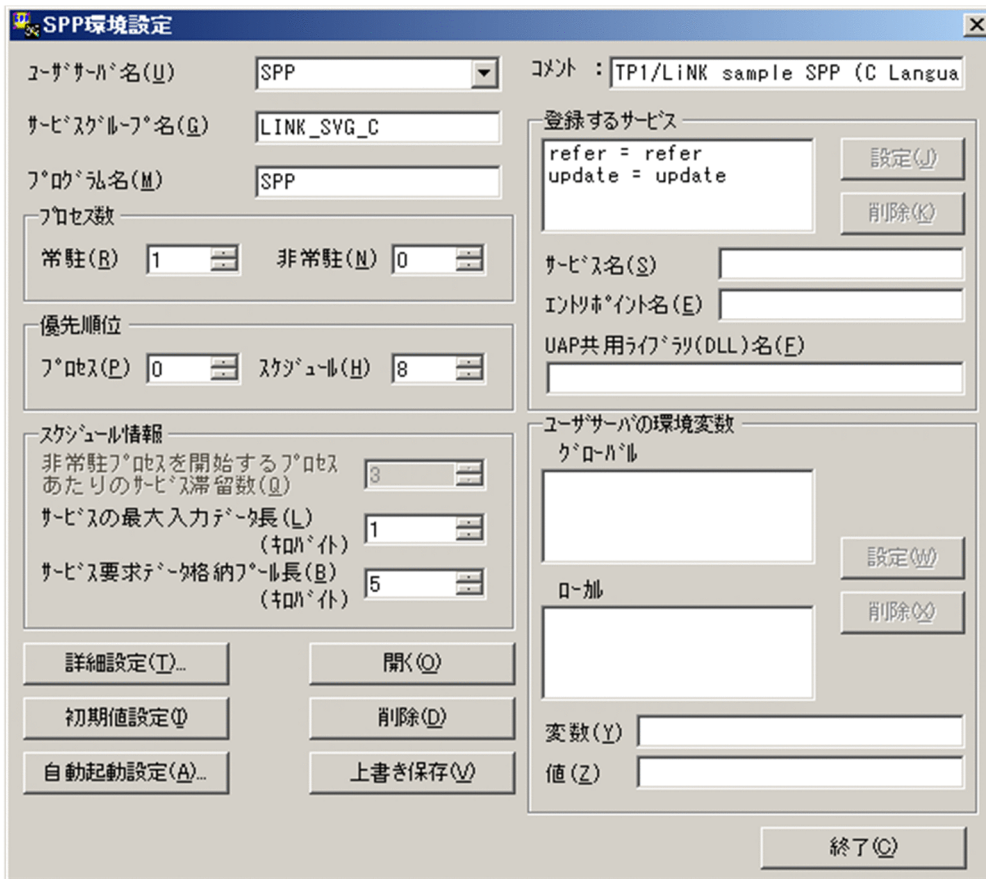 SPP環境設定
ﾕｰｻﾞｻｰﾊﾞ名(U)
SPP
ｻｰﾋﾞｽｸﾞﾙｰﾌﾟ名(G)
LINK_SVG_C
ﾌﾟﾛｸﾞﾗﾑ名(M)
SPP
プロセス数
常駐(R)
1
非常駐(N)
0
優先順位
ﾌﾟﾛｾｽ(P)
0
ｽｹｼﾞｭｰﾙ(H)
8
スケジュール情報
非常駐プロセスを開始するプロセス
あたりのｻｰﾋﾞｽ滞留数(Q)
3
ｻｰﾋﾞｽの最大入力ﾃﾞｰﾀ長(L)
(ｷﾛﾊﾞｲﾄ)
1
ｻｰﾋﾞｽ要求ﾃﾞｰﾀ格納ﾌﾟｰﾙ長(B)
(ｷﾛﾊﾞｲﾄ)
5
詳細設定(T)...
開く(O)
初期値設定(I)
削除(D)
自動起動設定(A)...
上書き保存(V)
コメント :
TP1/LiNK sample SPP (C Langua
登録するサービス
refer = refer
update = update
設定(J)
削除(K)
ｻｰﾋﾞｽ名(S)
ｴﾝﾄﾘﾎﾟｲﾝﾄ名(E)
UAP共用ﾗｲﾌﾞﾗﾘ(DLL)名(F)
ユーザサーバの環境変数
ｸﾞﾛｰﾊﾞﾙ
設定(W)
ﾛｰｶﾙ
削除(X)
変数(Y)
値(Z)
終了(C)